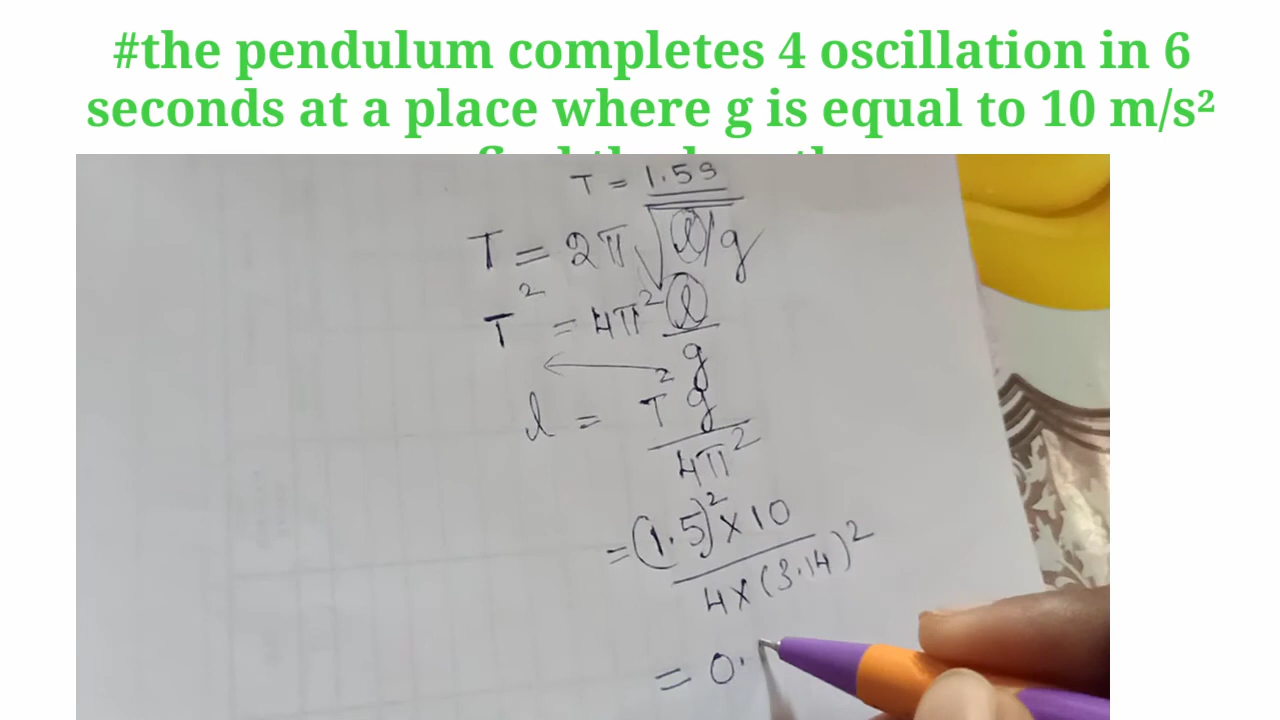 #the pendulum completes 4 oscillation in 6
seconds at a place where g is equal to 10 m/s²
T = 1.5s
T = 2π √l/g
T² = 4π² l/g
l = T²g/4π²
= (1.5)² × 10 / 4 × (3.14)²
= 0.